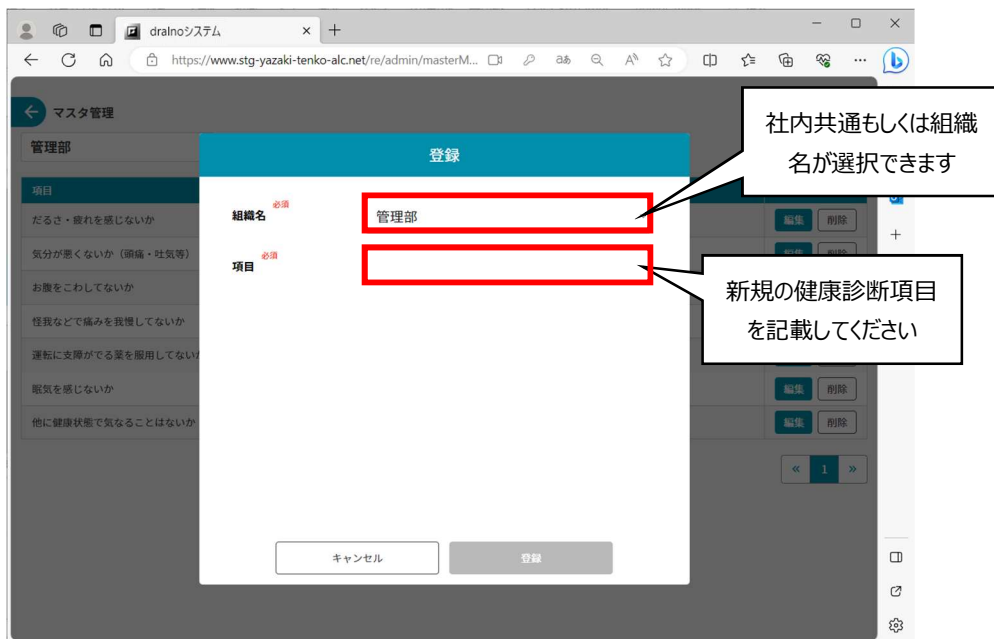 dralnoシステム
https://www.stg-yazaki-tenko-alc.net/re/admin/masterM...
マスタ管理
社内共通もしくは組織
名が選択できます
管理部
登録
項目
組織名 必須
管理部
だるさ・疲れを感じないか
編集 削除
気分が悪くないか（頭痛・吐気等）
項目 必須
新規の健康診断項目
を記載してください
お腹をこわしてないか
怪我などで痛みを我慢してないか
運転に支障がでる薬を服用してない
眠気を感じないか
編集 削除
他に健康状態で気なることはないか
編集 削除
« 1 »
キャンセル 登録